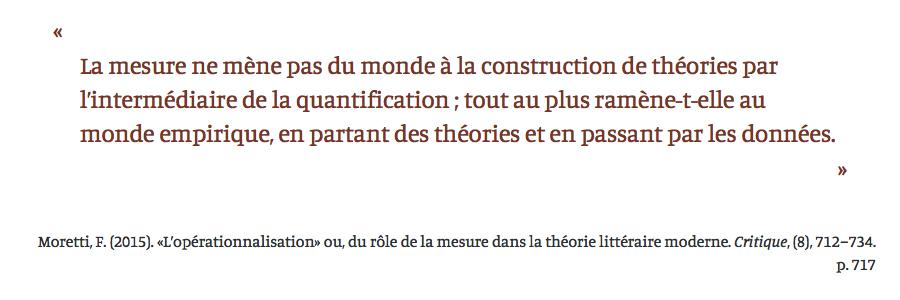 «
La mesure ne mène pas du monde à la construction de théories par
l’intermédiaire de la quantification ; tout au plus ramène-t-elle au
monde empirique, en partant des théories et en passant par les données.
»
Moretti, F. (2015). «L’opérationnalisation» ou, du rôle de la mesure dans la théorie littéraire moderne. Critique, (8), 712–734.
p. 717